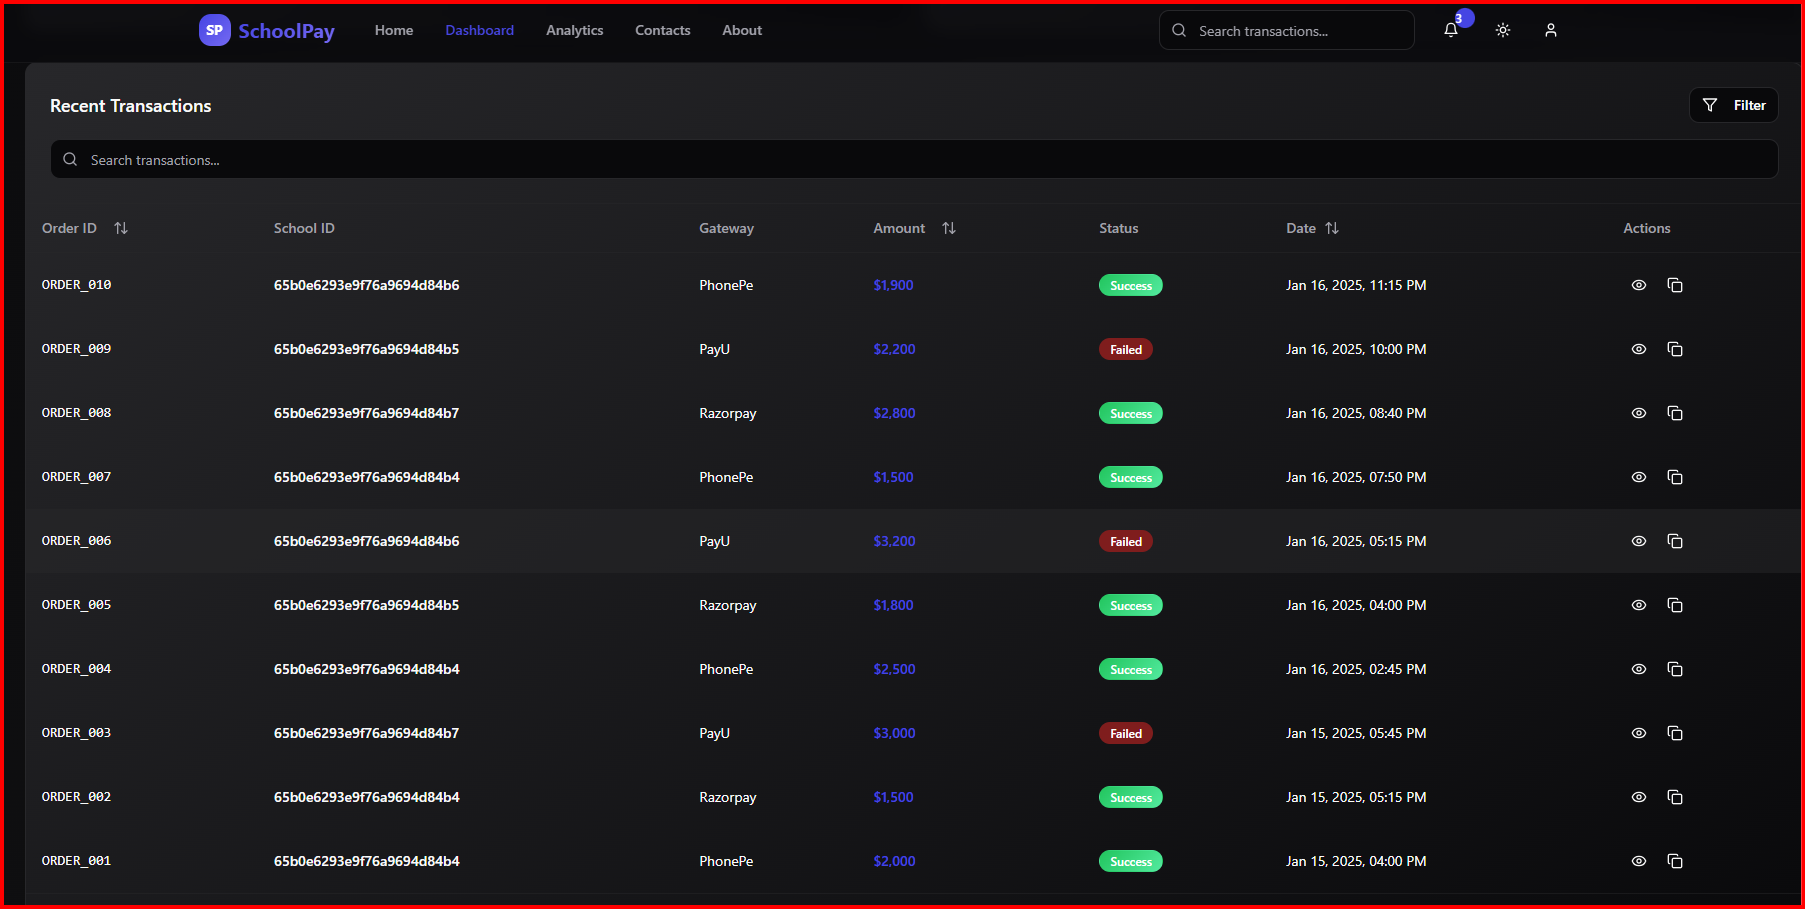 SP SchoolPay Home Dashboard Analytics Contacts About Search transactions... 3
Recent Transactions Filter
Search transactions...
Order ID School ID Gateway Amount Status Date Actions
ORDER_010 65b0e6293e9f76a9694d84b6 PhonePe $1,900 Success Jan 16, 2025, 11:15 PM
ORDER_009 65b0e6293e9f76a9694d84b5 PayU $2,200 Failed Jan 16, 2025, 10:00 PM
ORDER_008 65b0e6293e9f76a9694d84b7 Razorpay $2,800 Success Jan 16, 2025, 08:40 PM
ORDER_007 65b0e6293e9f76a9694d84b4 PhonePe $1,500 Success Jan 16, 2025, 07:50 PM
ORDER_006 65b0e6293e9f76a9694d84b6 PayU $3,200 Failed Jan 16, 2025, 05:15 PM
ORDER_005 65b0e6293e9f76a9694d84b5 Razorpay $1,800 Success Jan 16, 2025, 04:00 PM
ORDER_004 65b0e6293e9f76a9694d84b4 PhonePe $2,500 Success Jan 16, 2025, 02:45 PM
ORDER_003 65b0e6293e9f76a9694d84b7 PayU $3,000 Failed Jan 15, 2025, 05:45 PM
ORDER_002 65b0e6293e9f76a9694d84b4 Razorpay $1,500 Success Jan 15, 2025, 05:15 PM
ORDER_001 65b0e6293e9f76a9694d84b4 PhonePe $2,000 Success Jan 15, 2025, 04:00 PM